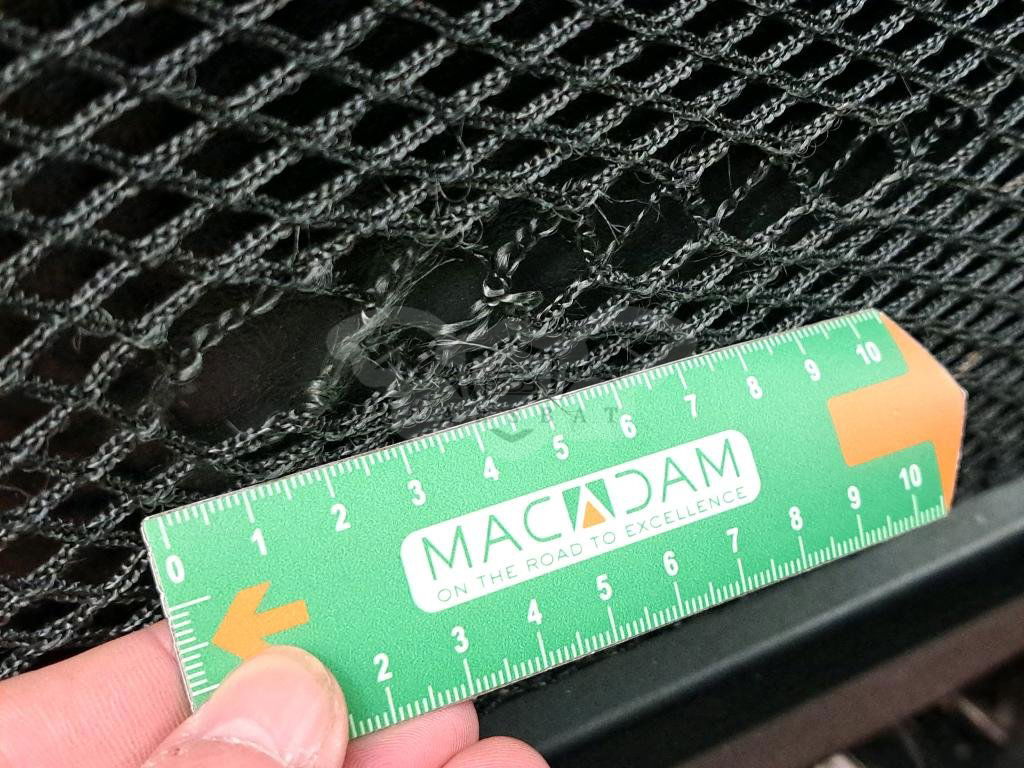 0 1 2 3 4 5 6 7 8 9 10
MACADAM
ON THE ROAD TO EXCELLENCE
2 3 4 5 6 7 8 9 10